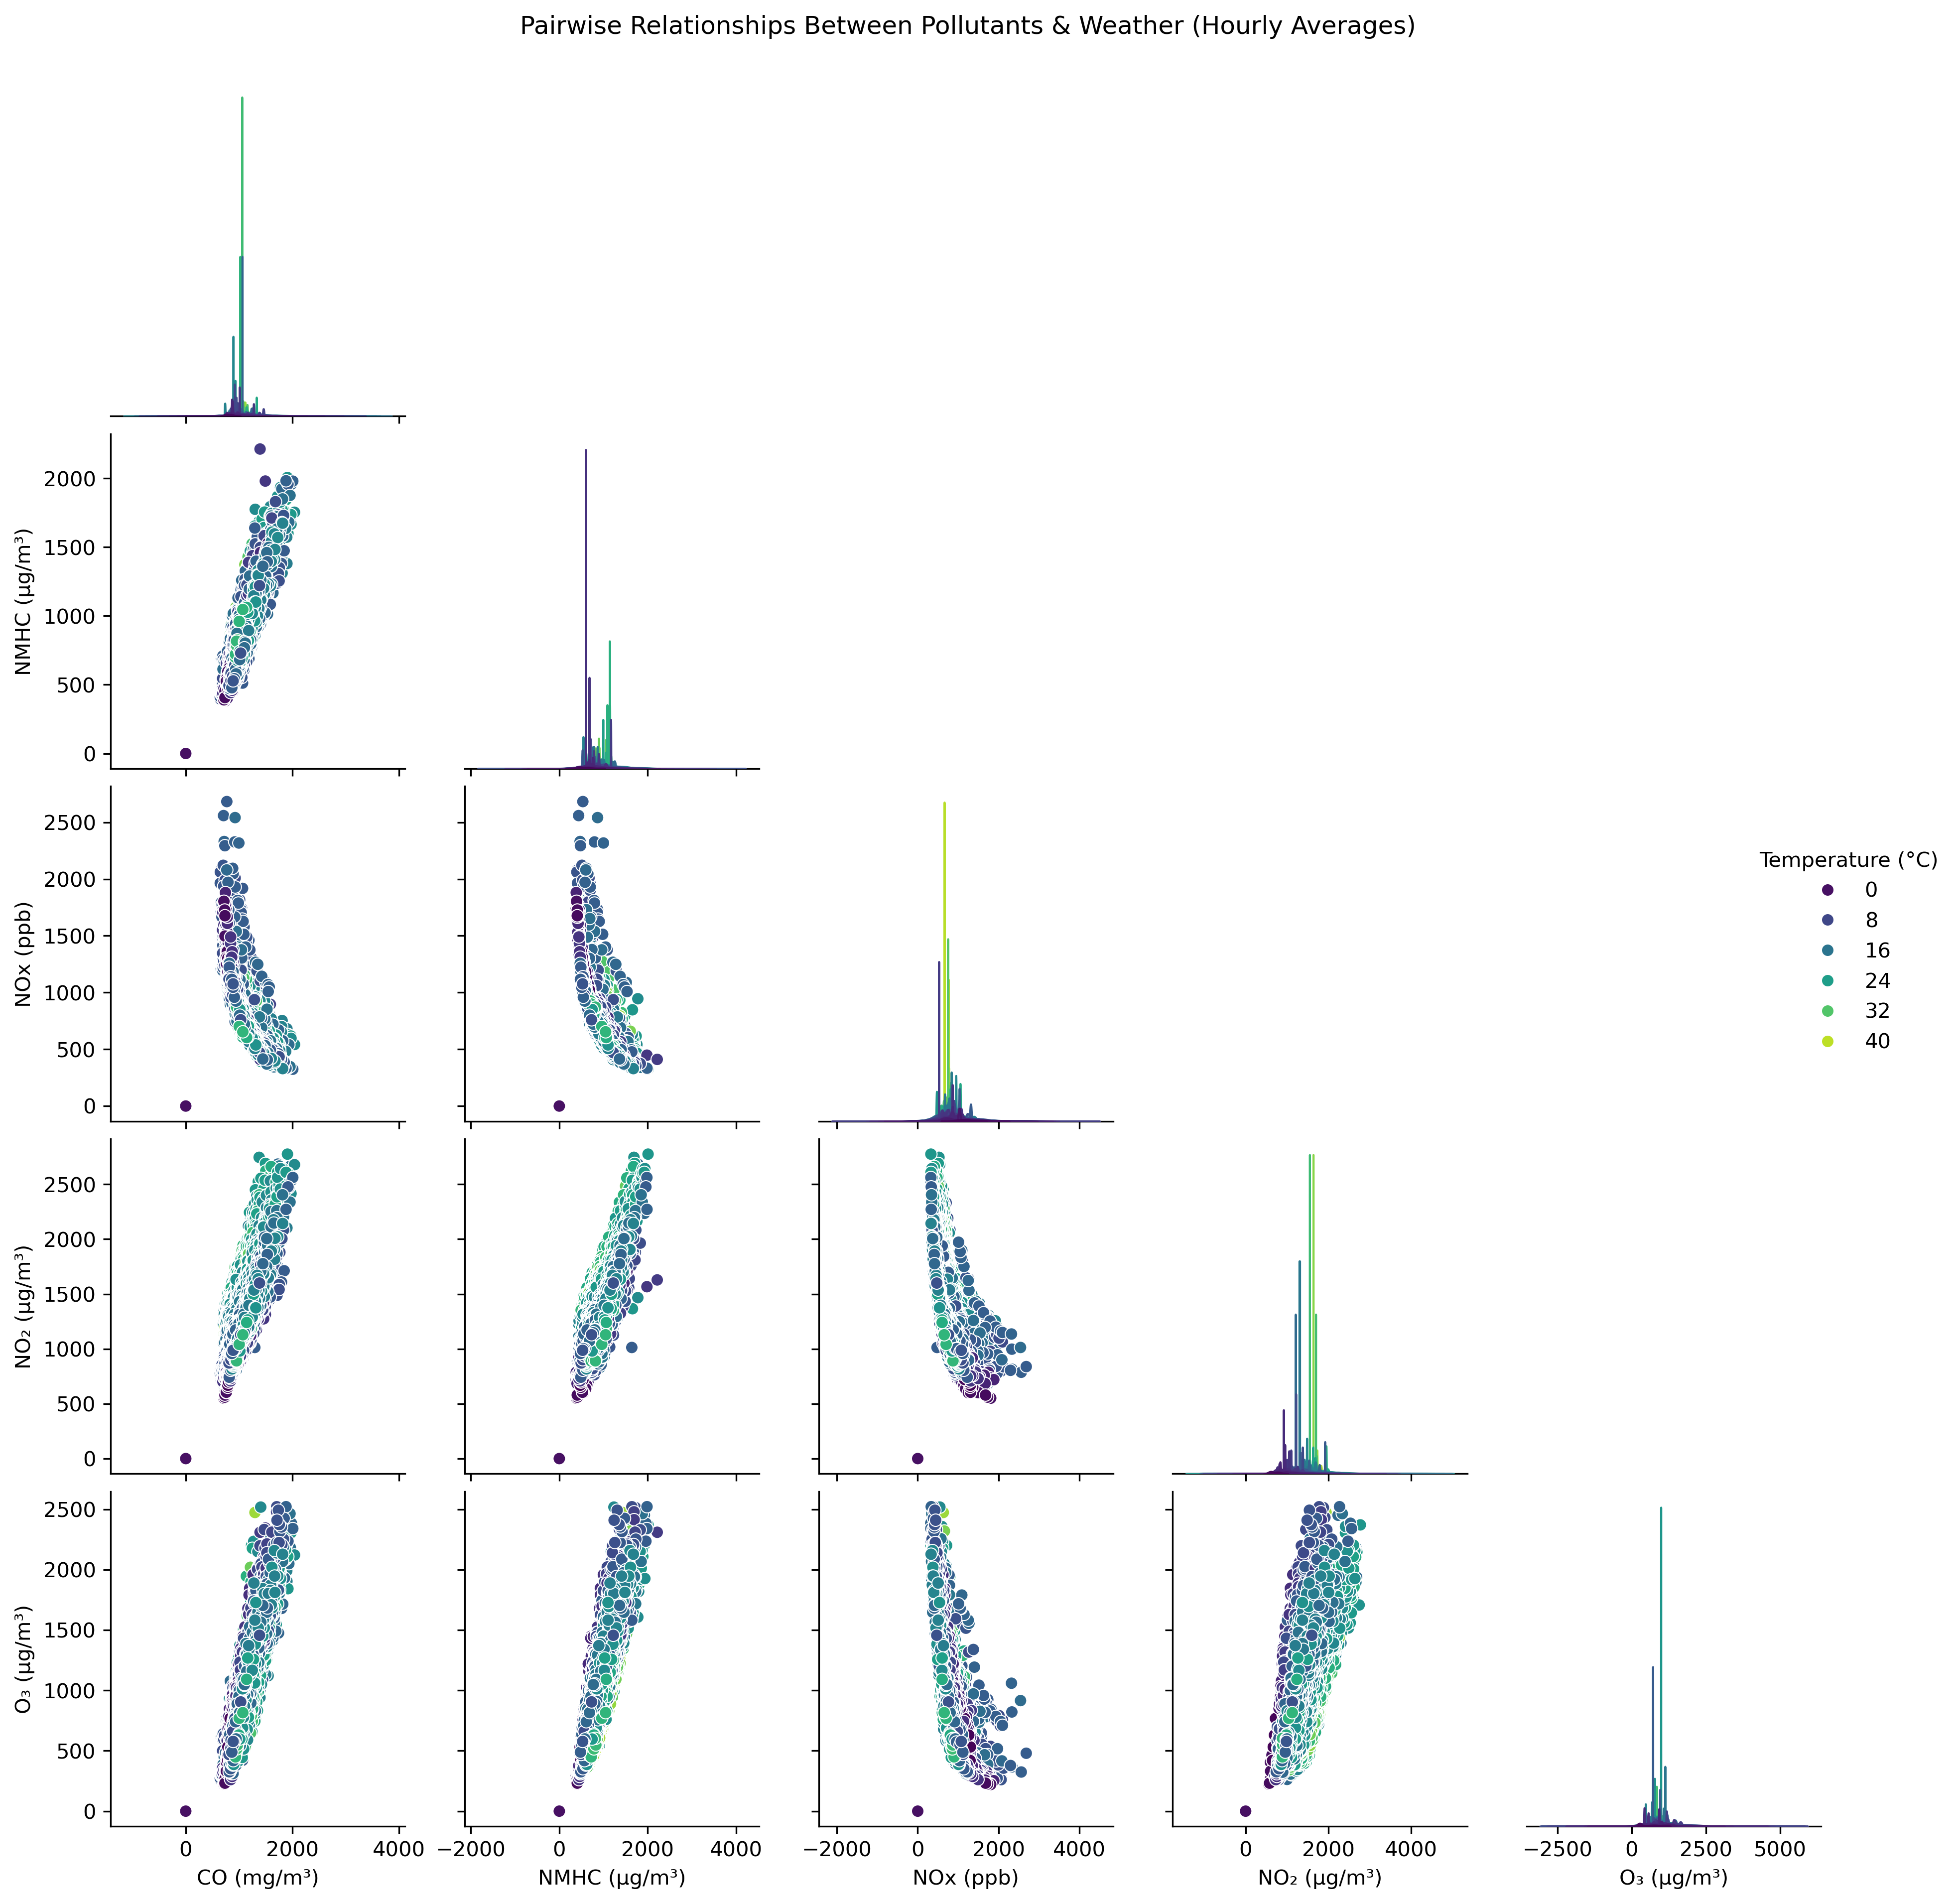 Pairwise Relationships Between Pollutants & Weather (Hourly Averages)
NMHC (µg/m³)
2000
1500
1000
500
0
NOx (ppb)
2500
2000
1500
1000
500
0
Temperature (°C)
0
8
16
24
32
40
NO₂ (µg/m³)
2500
2000
1500
1000
500
0
O₃ (µg/m³)
2500
2000
1500
1000
500
0
0 2000 4000
CO (mg/m³)
−2000 0 2000 4000
NMHC (µg/m³)
−2000 0 2000 4000
NOx (ppb)
0 2000 4000
NO₂ (µg/m³)
−2500 0 2500 5000
O₃ (µg/m³)